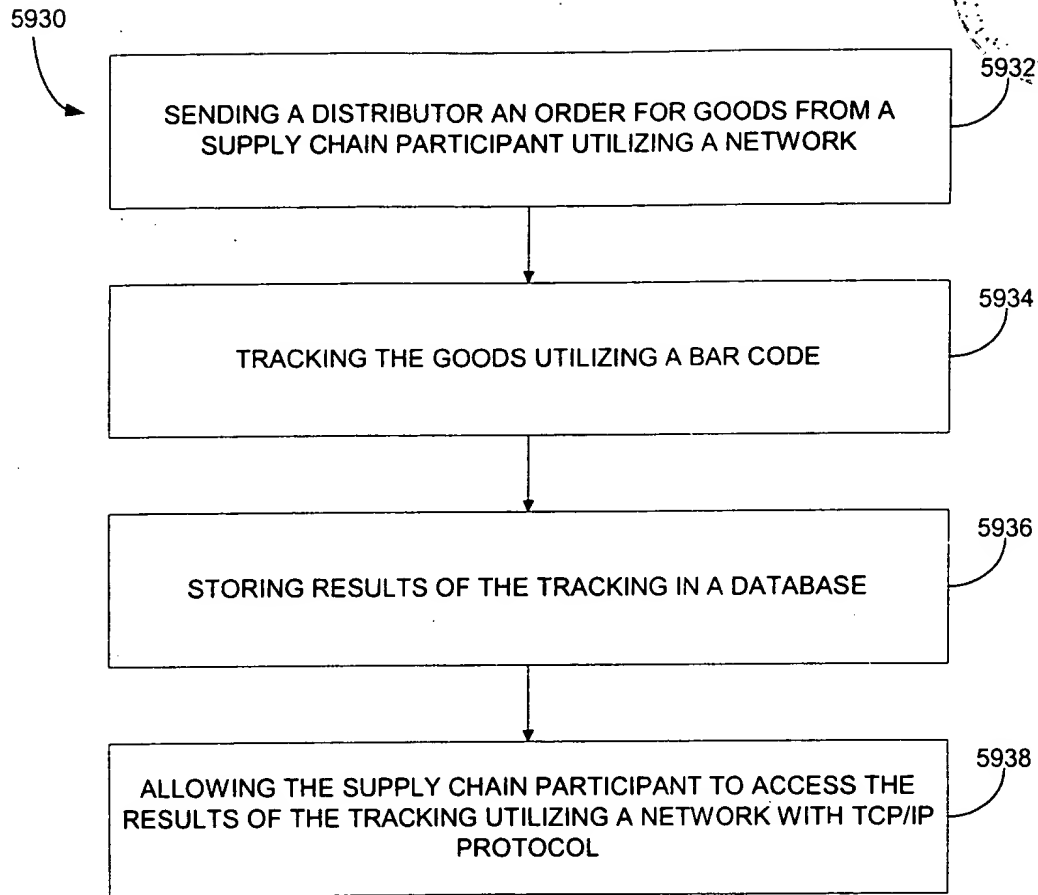 5930
5932
SENDING A DISTRIBUTOR AN ORDER FOR GOODS FROM A
SUPPLY CHAIN PARTICIPANT UTILIZING A NETWORK
5934
TRACKING THE GOODS UTILIZING A BAR CODE
5936
STORING RESULTS OF THE TRACKING IN A DATABASE
5938
ALLOWING THE SUPPLY CHAIN PARTICIPANT TO ACCESS THE
RESULTS OF THE TRACKING UTILIZING A NETWORK WITH TCP/IP
PROTOCOL